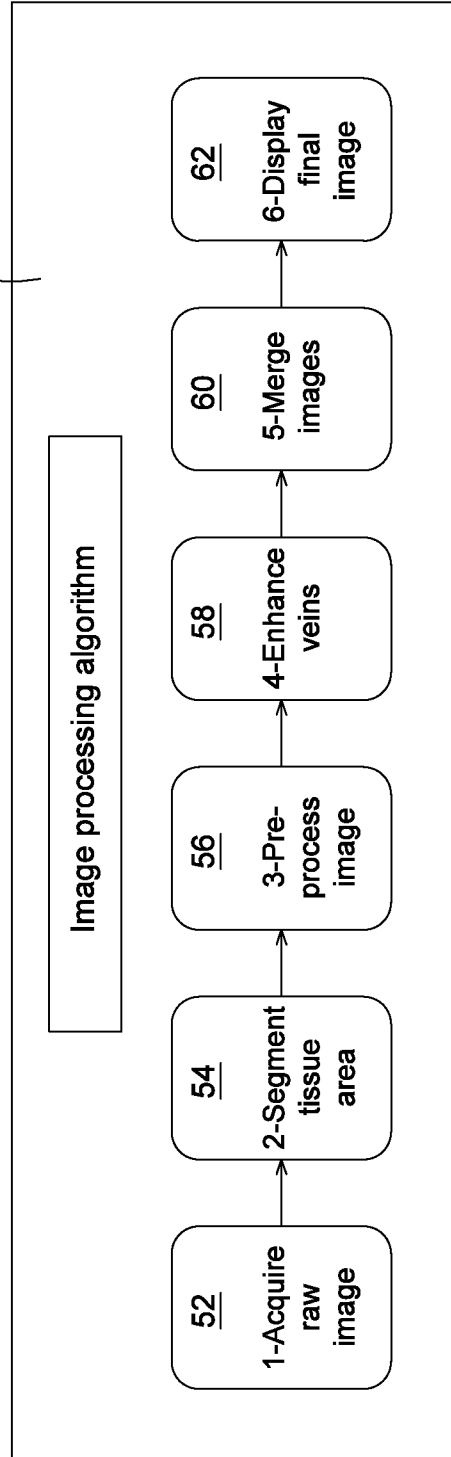 Image processing algorithm
52
1-Acquire
raw
image
54
2-Segment
tissue
area
56
3-Pre-
process
image
58
4-Enhance
veins
60
5-Merge
images
62
6-Display
final
image